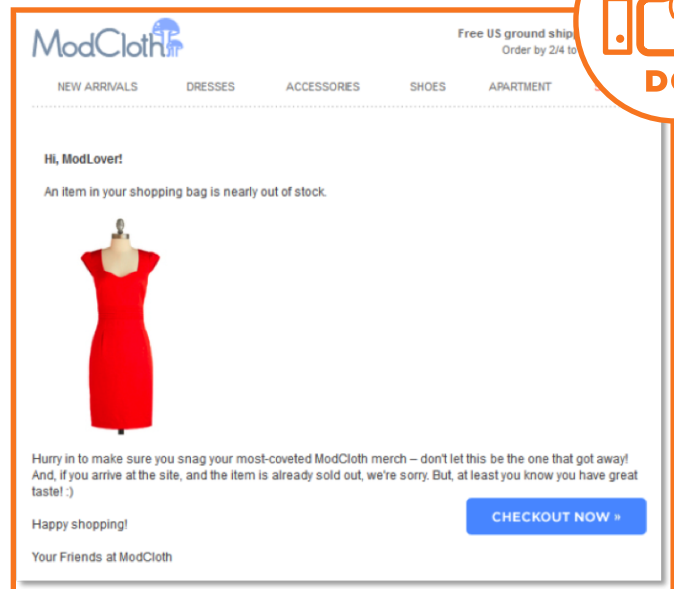 ModCloth
Free US ground
Order by 2/4 to
DO
NEW ARRIVALS DRESSES ACCESSORIES SHOES APARTMENT
Hi, ModLover!
An item in your shopping bag is nearly out of stock.
Hurry in to make sure you snag your most-coveted ModCloth merch – don't let this be the one that got away!
And, if you arrive at the site, and the item is already sold out, we're sorry. But, at least you know you have great
taste! :)
CHECKOUT NOW »
Happy shopping!
Your Friends at ModCloth